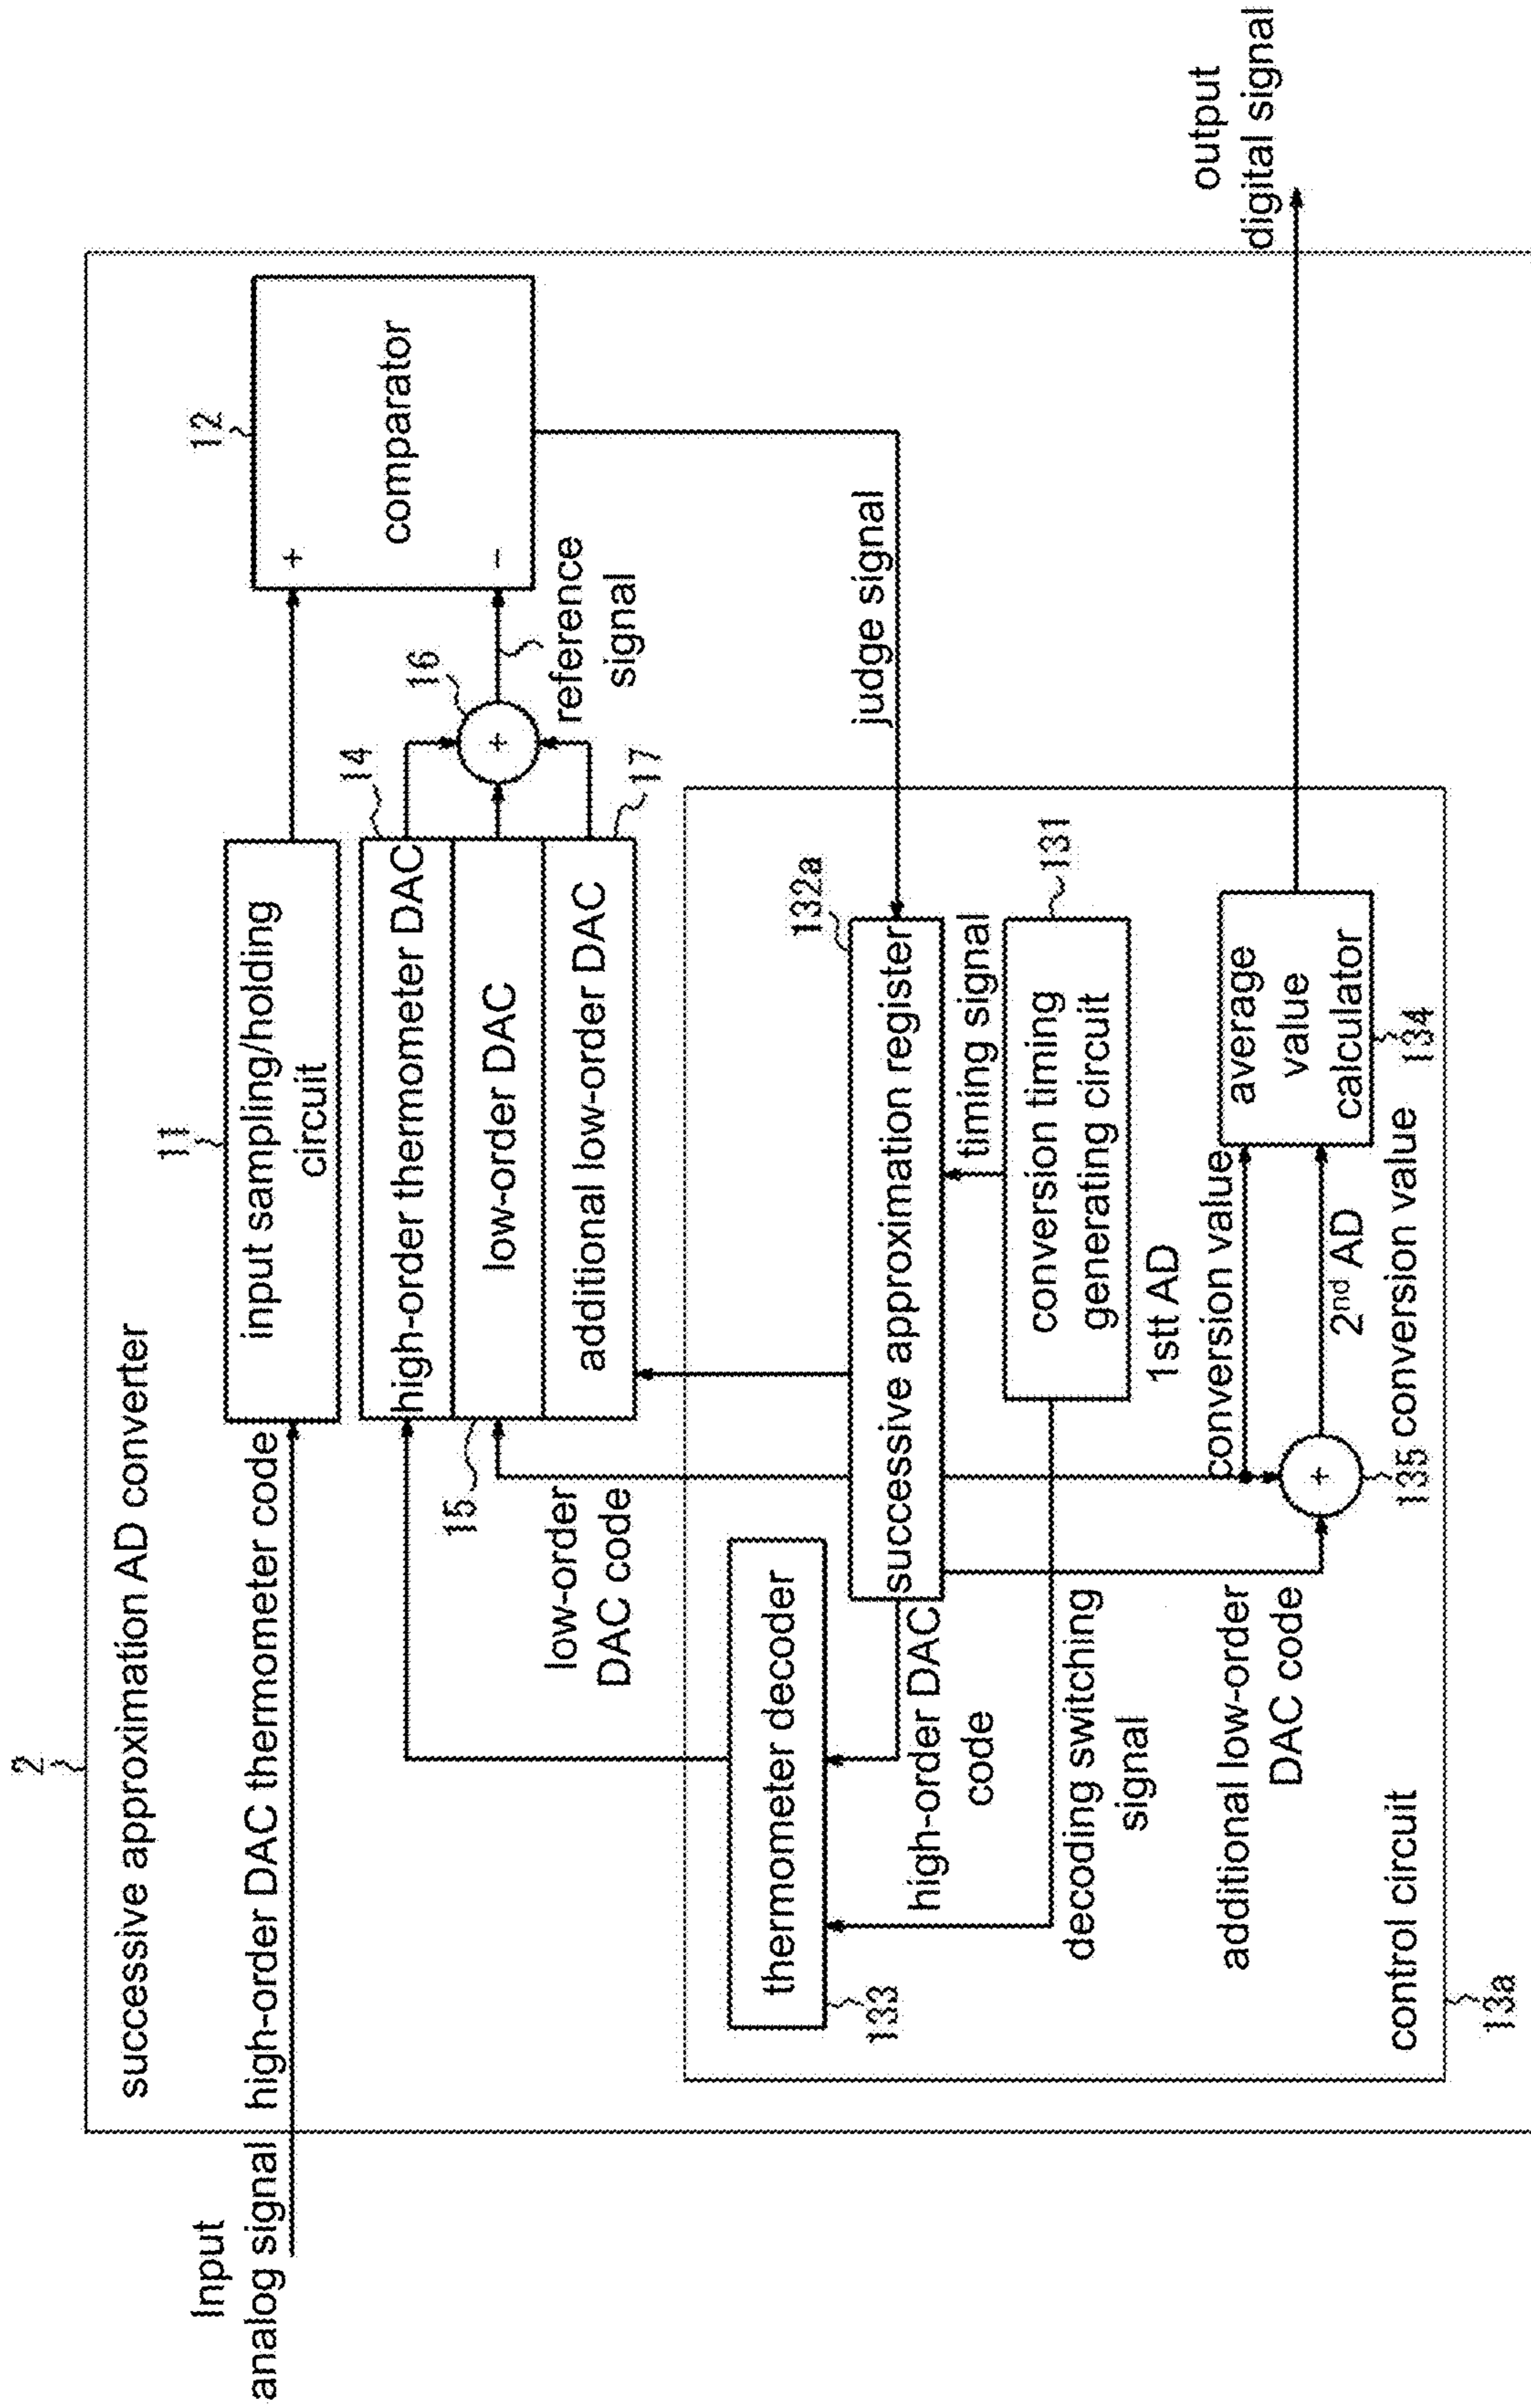 2
successive approximation AD converter
Input
analog signal
high-order DAC thermometer code
11
input sampling/holding
circuit
12
+
comparator
-
14
high-order thermometer DAC
16
+
reference
signal
15
low-order DAC
additional low-order DAC
17
low-order
DAC code
judge signal
thermometer decoder
133
132a
successive approximation register
high-order DAC
code
timing signal
131
conversion timing
generating circuit
decoding switching
signal
1stt AD
conversion value
additional low-order
DAC code
+
135
2nd AD
conversion value
average
value
calculator
134
output
digital signal
control circuit
13a